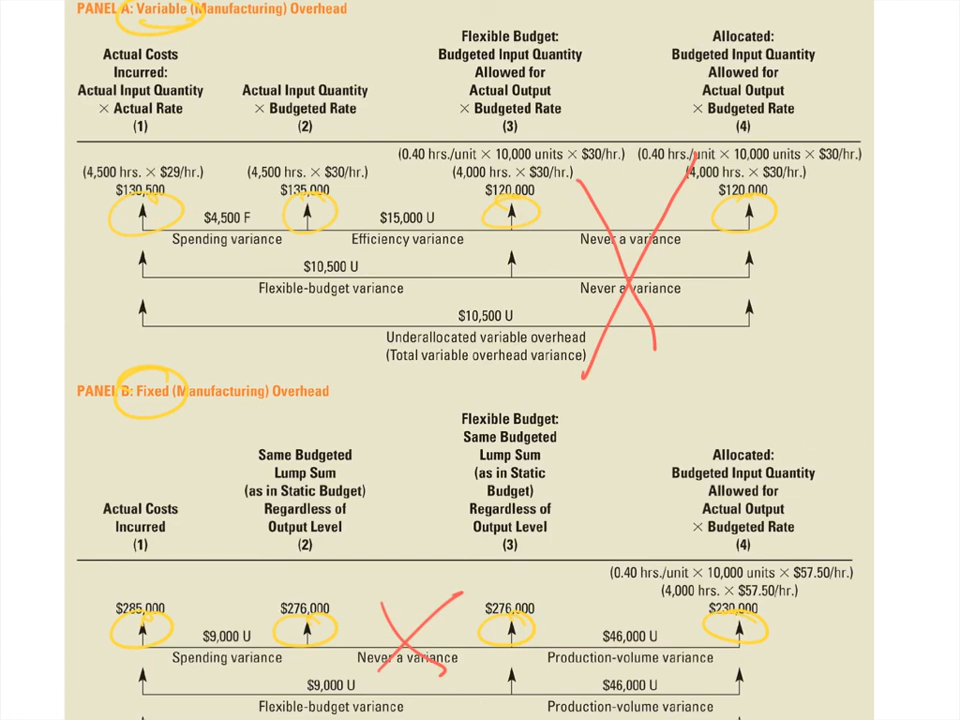 PANEL A: Variable (Manufacturing) Overhead
Actual Costs
Incurred:
Actual Input Quantity
× Actual Rate
(1)
Actual Input Quantity
× Budgeted Rate
(2)
Flexible Budget:
Budgeted Input Quantity
Allowed for
Actual Output
× Budgeted Rate
(3)
Allocated:
Budgeted Input Quantity
Allowed for
Actual Output
× Budgeted Rate
(4)
(4,500 hrs. × $29/hr.)
$130,500
(4,500 hrs. × $30/hr.)
$135,000
(0.40 hrs./unit × 10,000 units × $30/hr.)
(4,000 hrs. × $30/hr.)
$120,000
(0.40 hrs./unit × 10,000 units × $30/hr.)
(4,000 hrs. × $30/hr.)
$120,000
$4,500 F
Spending variance
$15,000 U
Efficiency variance
Never a variance
$10,500 U
Flexible-budget variance
Never a variance
$10,500 U
Underallocated variable overhead
(Total variable overhead variance)
PANEL B: Fixed (Manufacturing) Overhead
Actual Costs
Incurred
(1)
Same Budgeted
Lump Sum
(as in Static Budget)
Regardless of
Output Level
(2)
Flexible Budget:
Same Budgeted
Lump Sum
(as in Static
Budget)
Regardless of
Output Level
(3)
Allocated:
Budgeted Input Quantity
Allowed for
Actual Output
× Budgeted Rate
(4)
(0.40 hrs./unit × 10,000 units × $57.50/hr.)
(4,000 hrs. × $57.50/hr.)
$285,000
$276,000
$276,000
$230,000
$9,000 U
Spending variance
Never a variance
$46,000 U
Production-volume variance
$9,000 U
Flexible-budget variance
$46,000 U
Production-volume variance